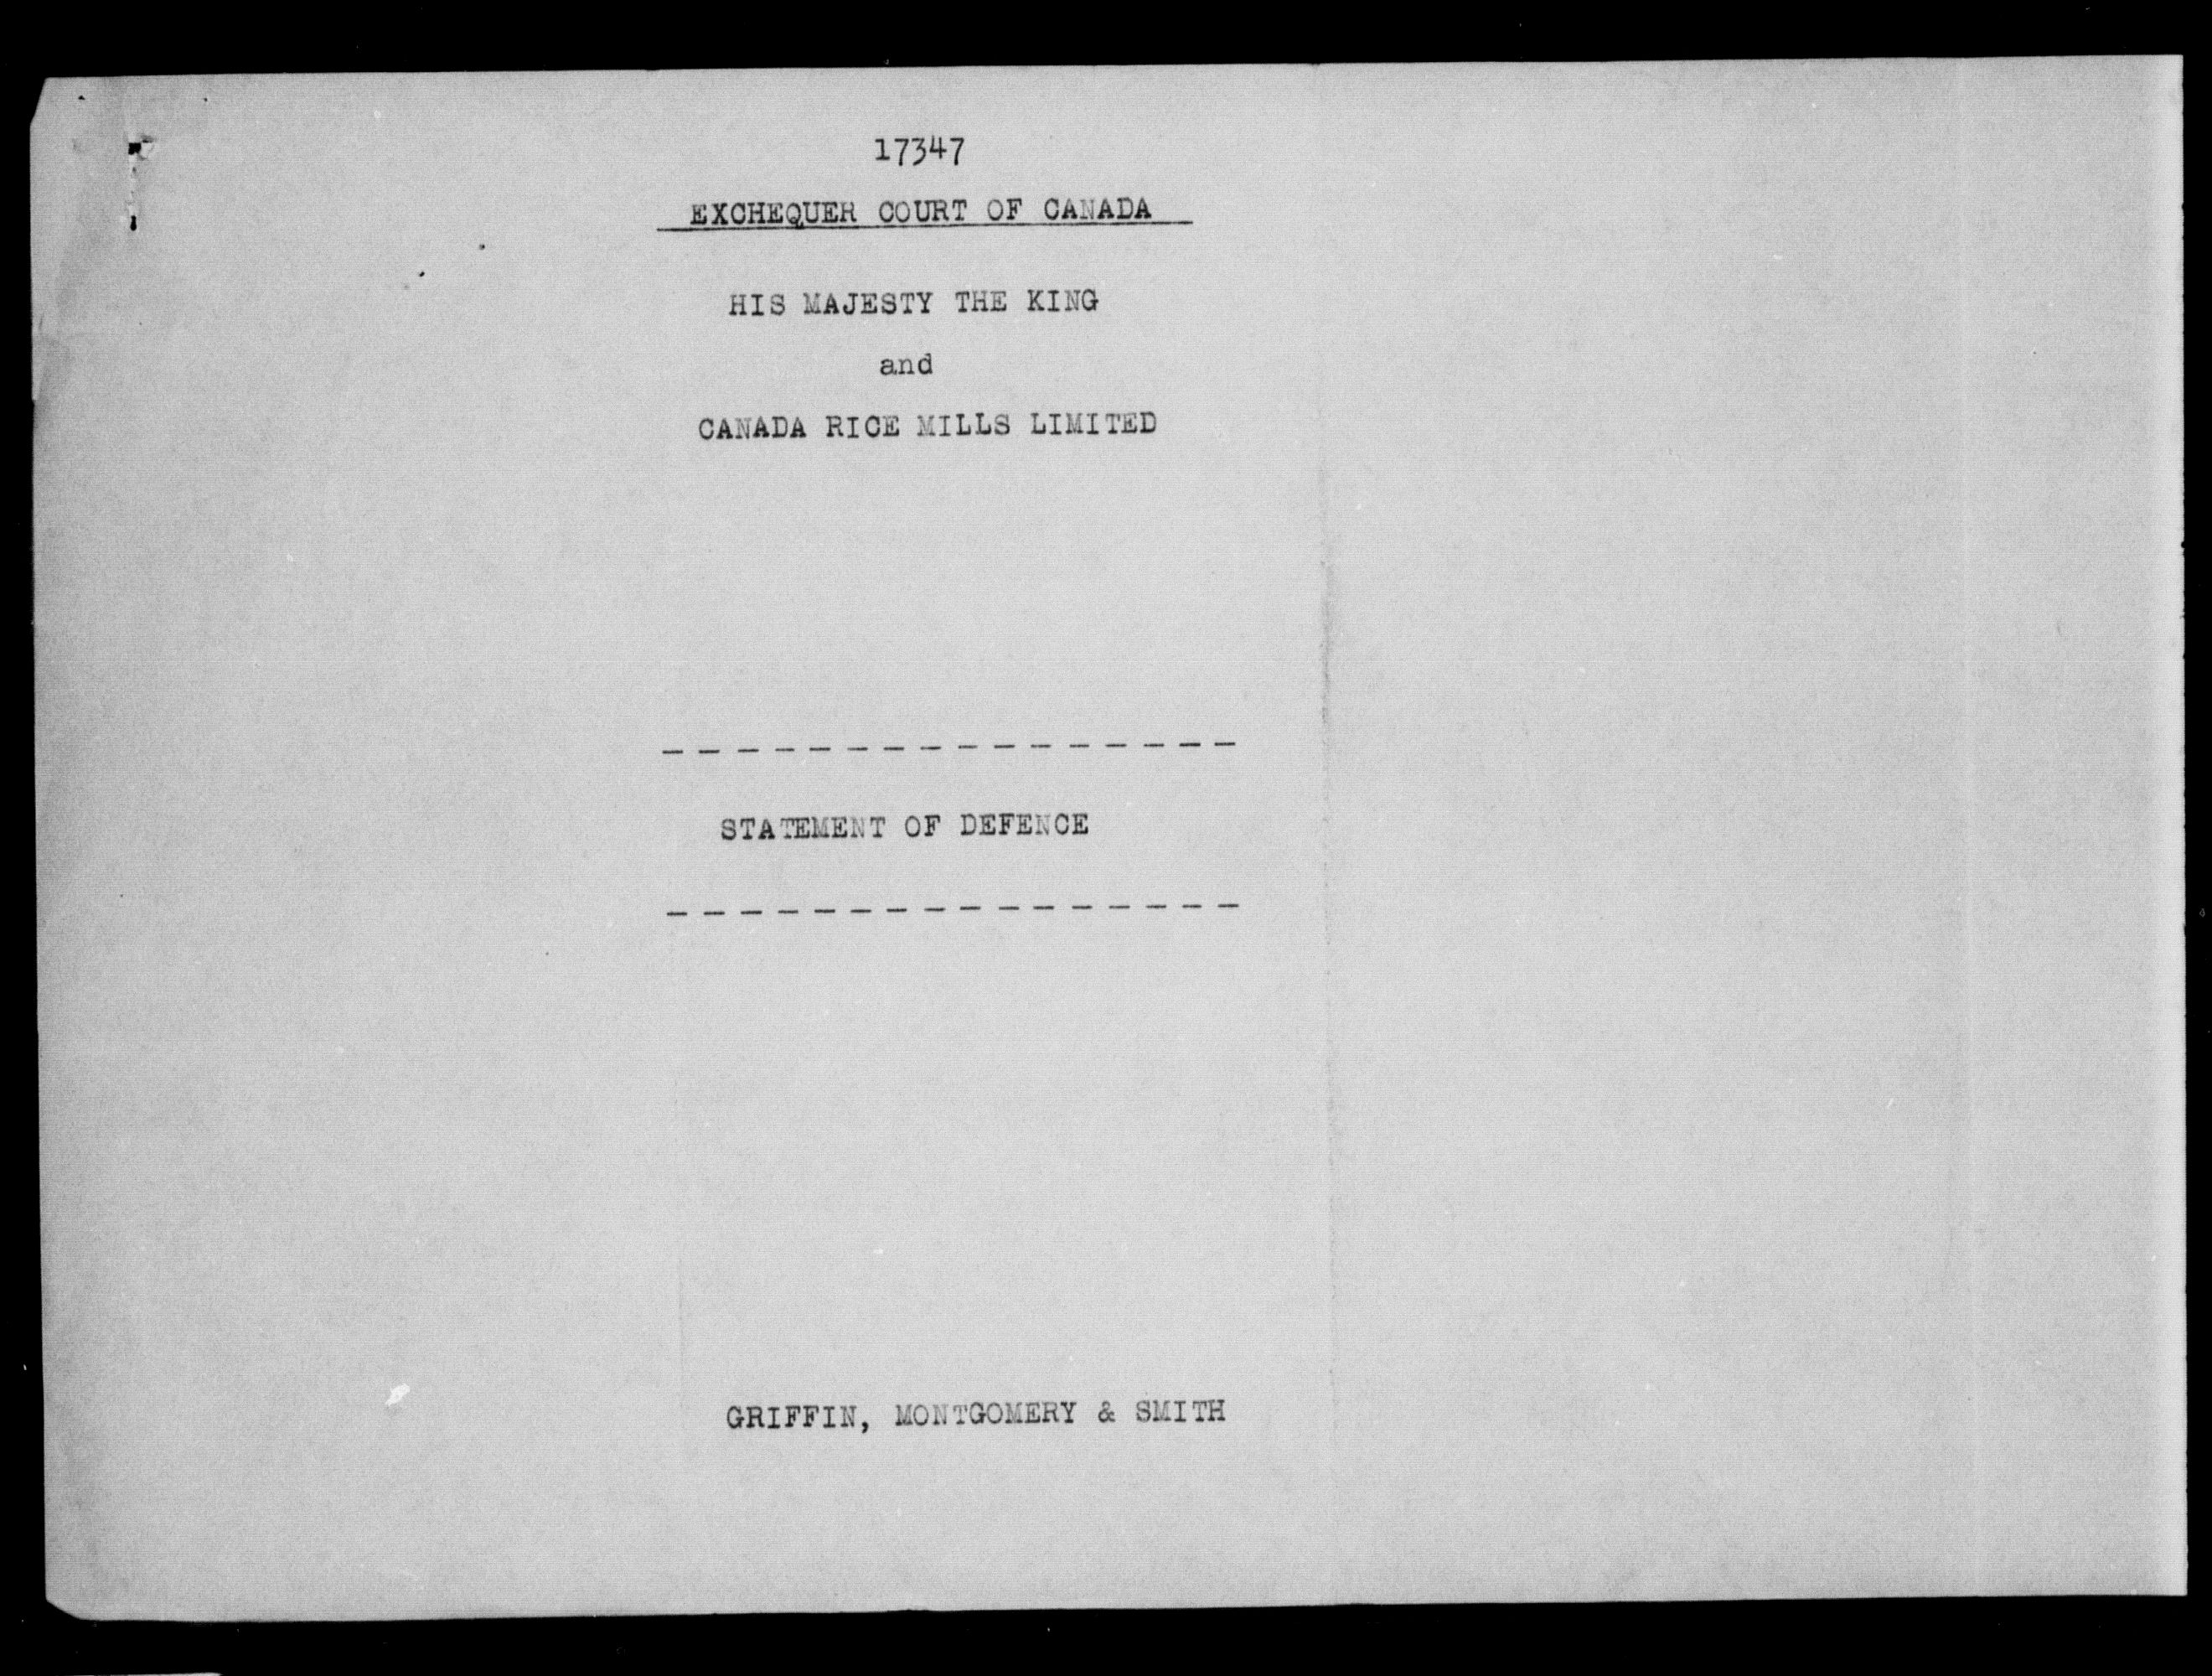 17347
EXCHEQUER COURT OF CANADA
HIS MAJESTY THE KING
and
CANADA RICE MILLS LIMITED
- - - - - - - - - - - - - - - -
STATEMENT OF DEFENCE
- - - - - - - - - - - - - - - -
GRIFFIN, MONTGOMERY & SMITH